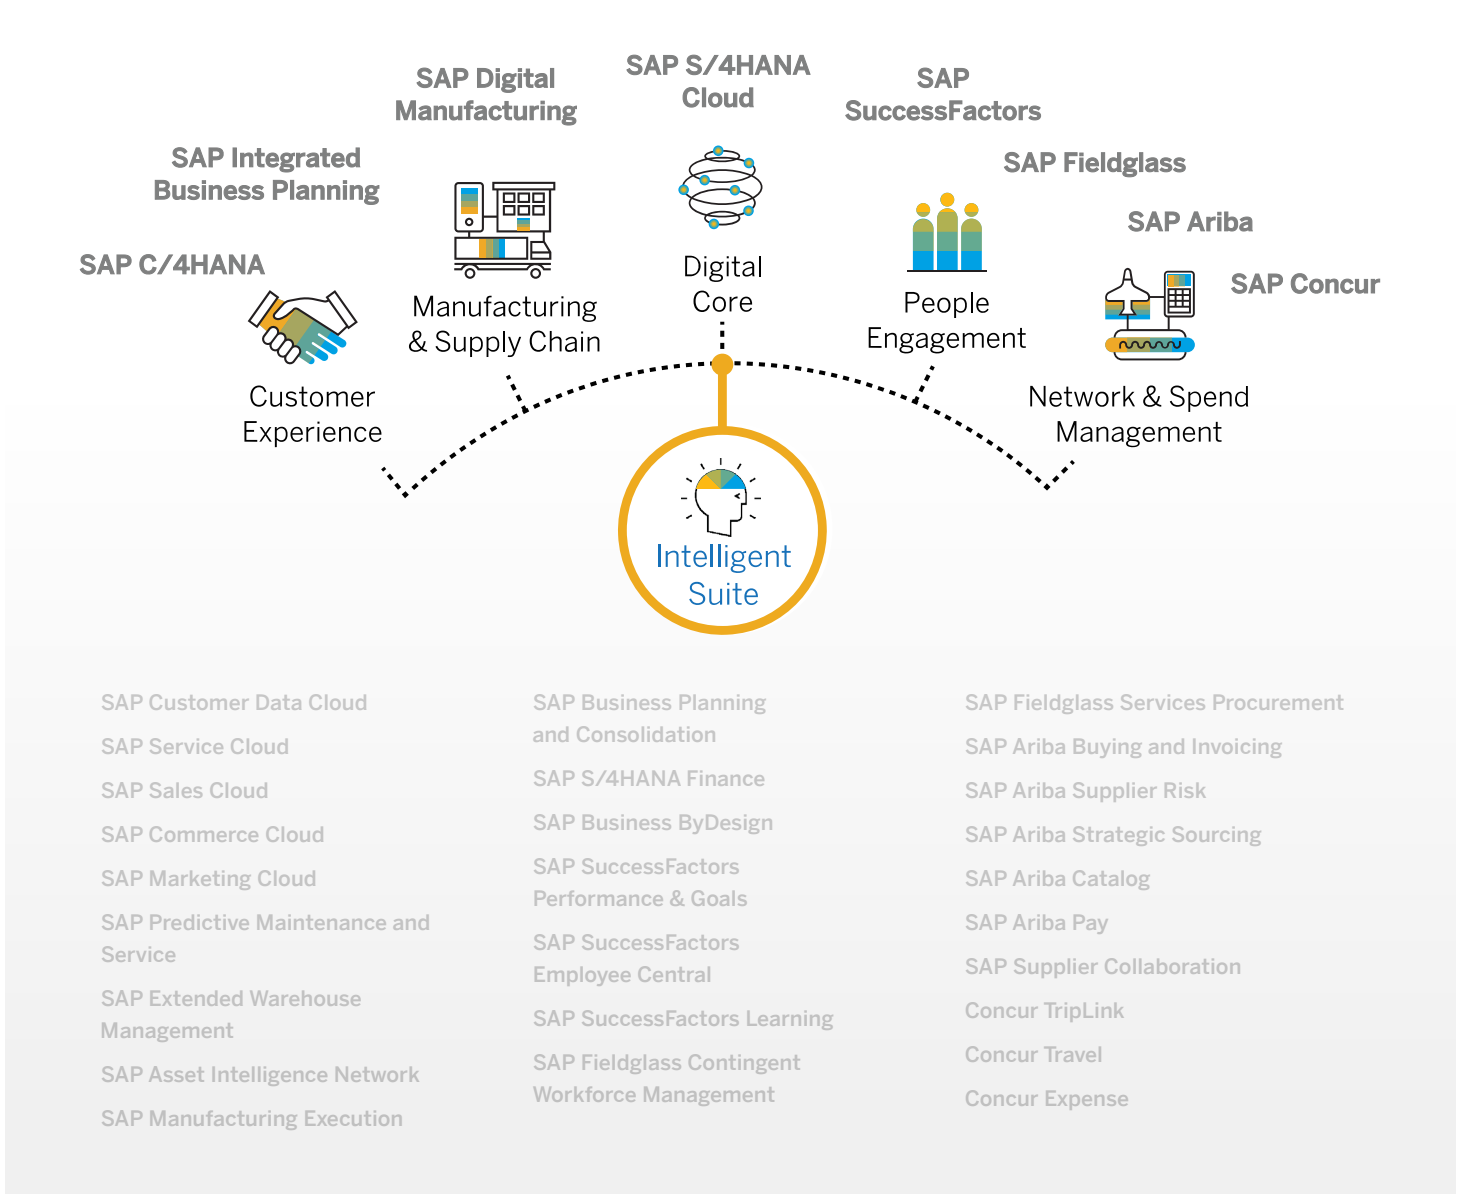 SAP C/4HANA
SAP Integrated
Business Planning
SAP Digital
Manufacturing
SAP S/4HANA
Cloud
SAP
SuccessFactors
SAP Fieldglass
SAP Ariba
SAP Concur
Customer
Experience
Manufacturing
& Supply Chain
Digital
Core
People
Engagement
Network & Spend
Management
Intelligent
Suite
SAP Customer Data Cloud
SAP Service Cloud
SAP Sales Cloud
SAP Commerce Cloud
SAP Marketing Cloud
SAP Predictive Maintenance and
Service
SAP Extended Warehouse
Management
SAP Asset Intelligence Network
SAP Manufacturing Execution
SAP Business Planning
and Consolidation
SAP S/4HANA Finance
SAP Business ByDesign
SAP SuccessFactors
Performance & Goals
SAP SuccessFactors
Employee Central
SAP SuccessFactors Learning
SAP Fieldglass Contingent
Workforce Management
SAP Fieldglass Services Procurement
SAP Ariba Buying and Invoicing
SAP Ariba Supplier Risk
SAP Ariba Strategic Sourcing
SAP Ariba Catalog
SAP Ariba Pay
SAP Supplier Collaboration
Concur TripLink
Concur Travel
Concur Expense